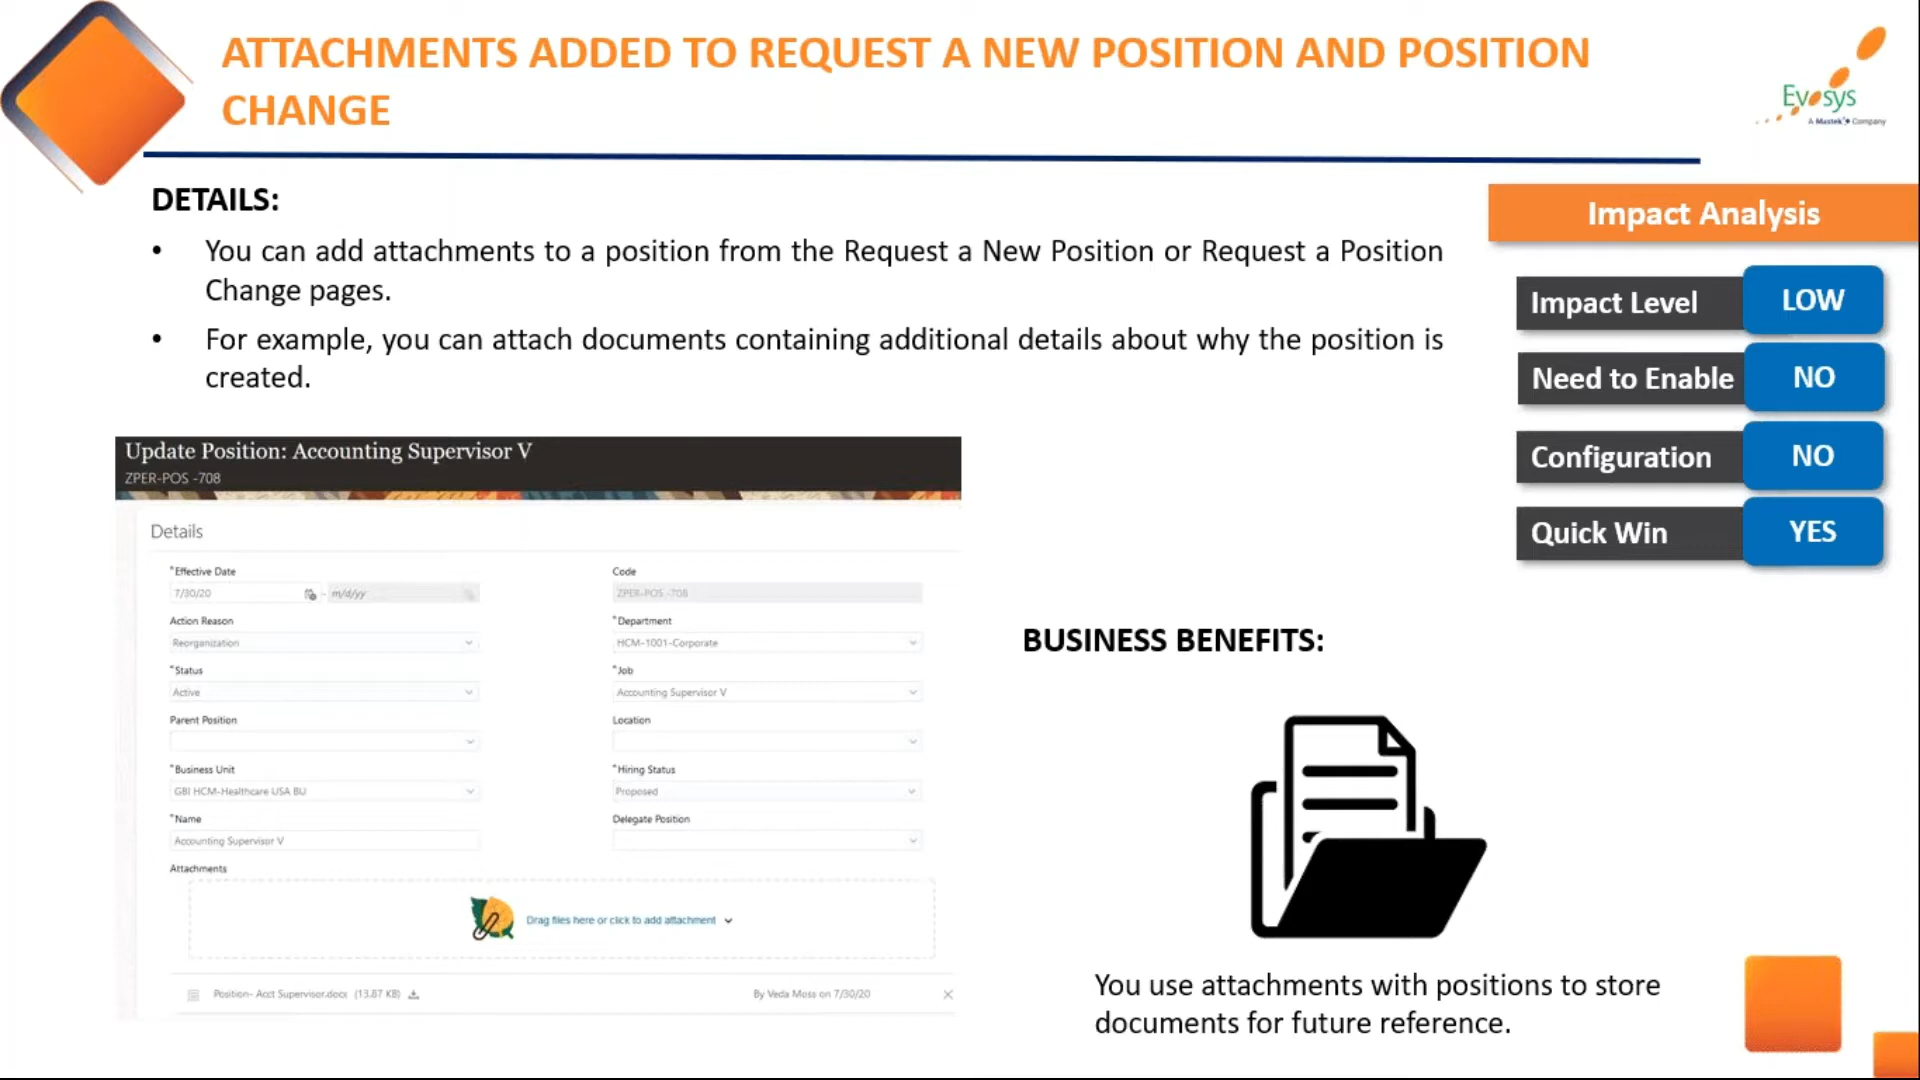 ATTACHMENTS ADDED TO REQUEST A NEW POSITION AND POSITION
CHANGE
Evosys
A Mastek Company
DETAILS:
• You can add attachments to a position from the Request a New Position or Request a Position
Change pages.
• For example, you can attach documents containing additional details about why the position is
created.
Impact Analysis
Impact Level LOW
Need to Enable NO
Configuration NO
Quick Win YES
Update Position: Accounting Supervisor V
ZPER-POS -708
Details
*Effective Date
7/30/20 - m/d/yy
Code
ZPER-POS -708
Action Reason
Reorganization
*Department
HCM-1001-Corporate
*Status
Active
*Job
Accounting Supervisor V
Parent Position
Location
*Business Unit
GBI HCM-Healthcare USA BU
*Hiring Status
Proposed
*Name
Accounting Supervisor V
Delegate Position
Attachments
Drag files here or click to add attachment
Position- Acct Supervisor.docx (13.87 KB)
By Veda Moss on 7/30/20
BUSINESS BENEFITS:
You use attachments with positions to store
documents for future reference.